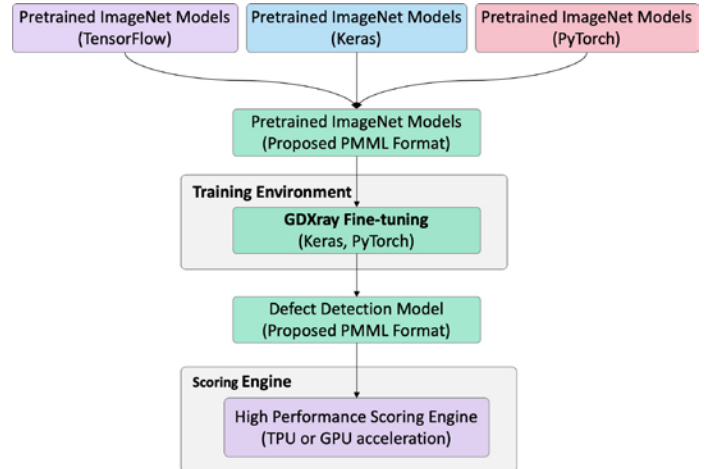 Pretrained ImageNet Models
(TensorFlow)
Pretrained ImageNet Models
(Keras)
Pretrained ImageNet Models
(PyTorch)
Pretrained ImageNet Models
(Proposed PMML Format)
Training Environment
GDXray Fine-tuning
(Keras, PyTorch)
Defect Detection Model
(Proposed PMML Format)
Scoring Engine
High Performance Scoring Engine
(TPU or GPU acceleration)